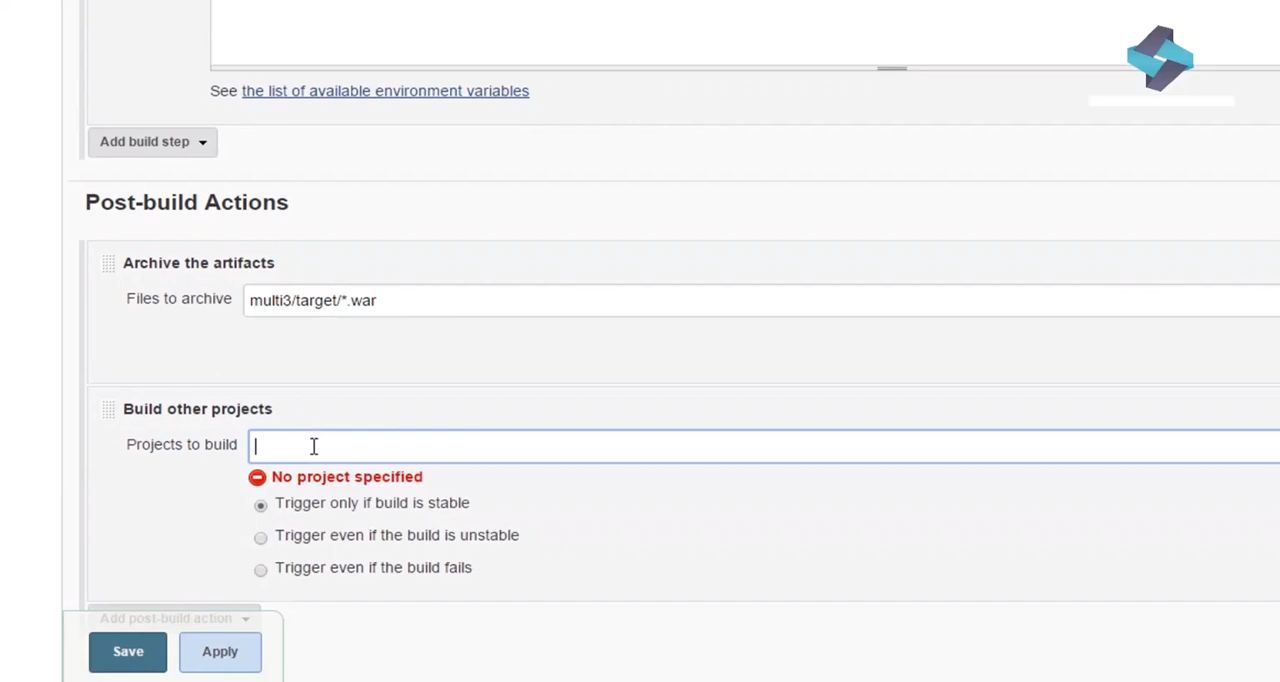 See the list of available environment variables
Add build step
Post-build Actions
Archive the artifacts
Files to archive
multi3/target/*.war
Build other projects
Projects to build
No project specified
Trigger only if build is stable
Trigger even if the build is unstable
Trigger even if the build fails
Add post-build action
Save
Apply